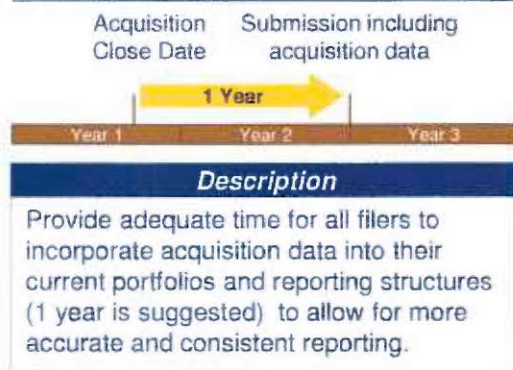 Acquisition Submission including
Close Date acquisition data
1 Year
Year 1 Year 2 Year 3
Description
Provide adequate time for all filers to
incorporate acquisition data into their
current portfolios and reporting structures
(1 year is suggested) to allow for more
accurate and consistent reporting.